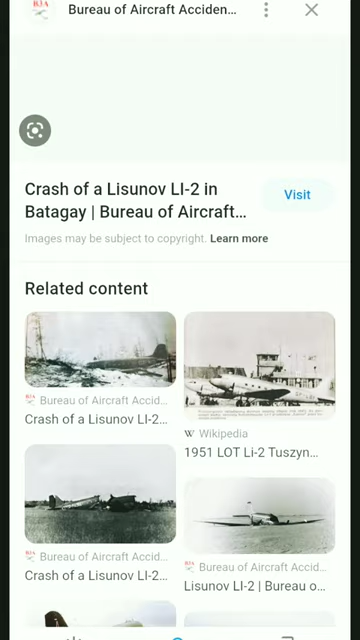 Bureau of Aircraft Acciden...
Crash of a Lisunov LI-2 in
Batagay | Bureau of Aircraft...
Visit
Images may be subject to copyright. Learn more
Related content
Bureau of Aircraft Accid...
Crash of a Lisunov LI-2...
W Wikipedia
1951 LOT Li-2 Tuszyn...
Bureau of Aircraft Accid...
Crash of a Lisunov LI-2...
Bureau of Aircraft Accid...
Lisunov LI-2 | Bureau o...